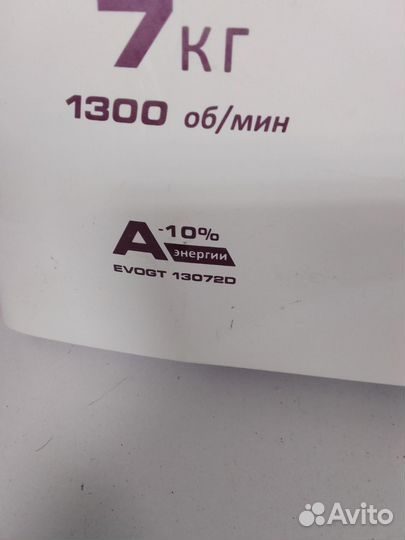 7 кг
1300 об/мин
A -10%
энергии
EVOGT 13072D
Avito